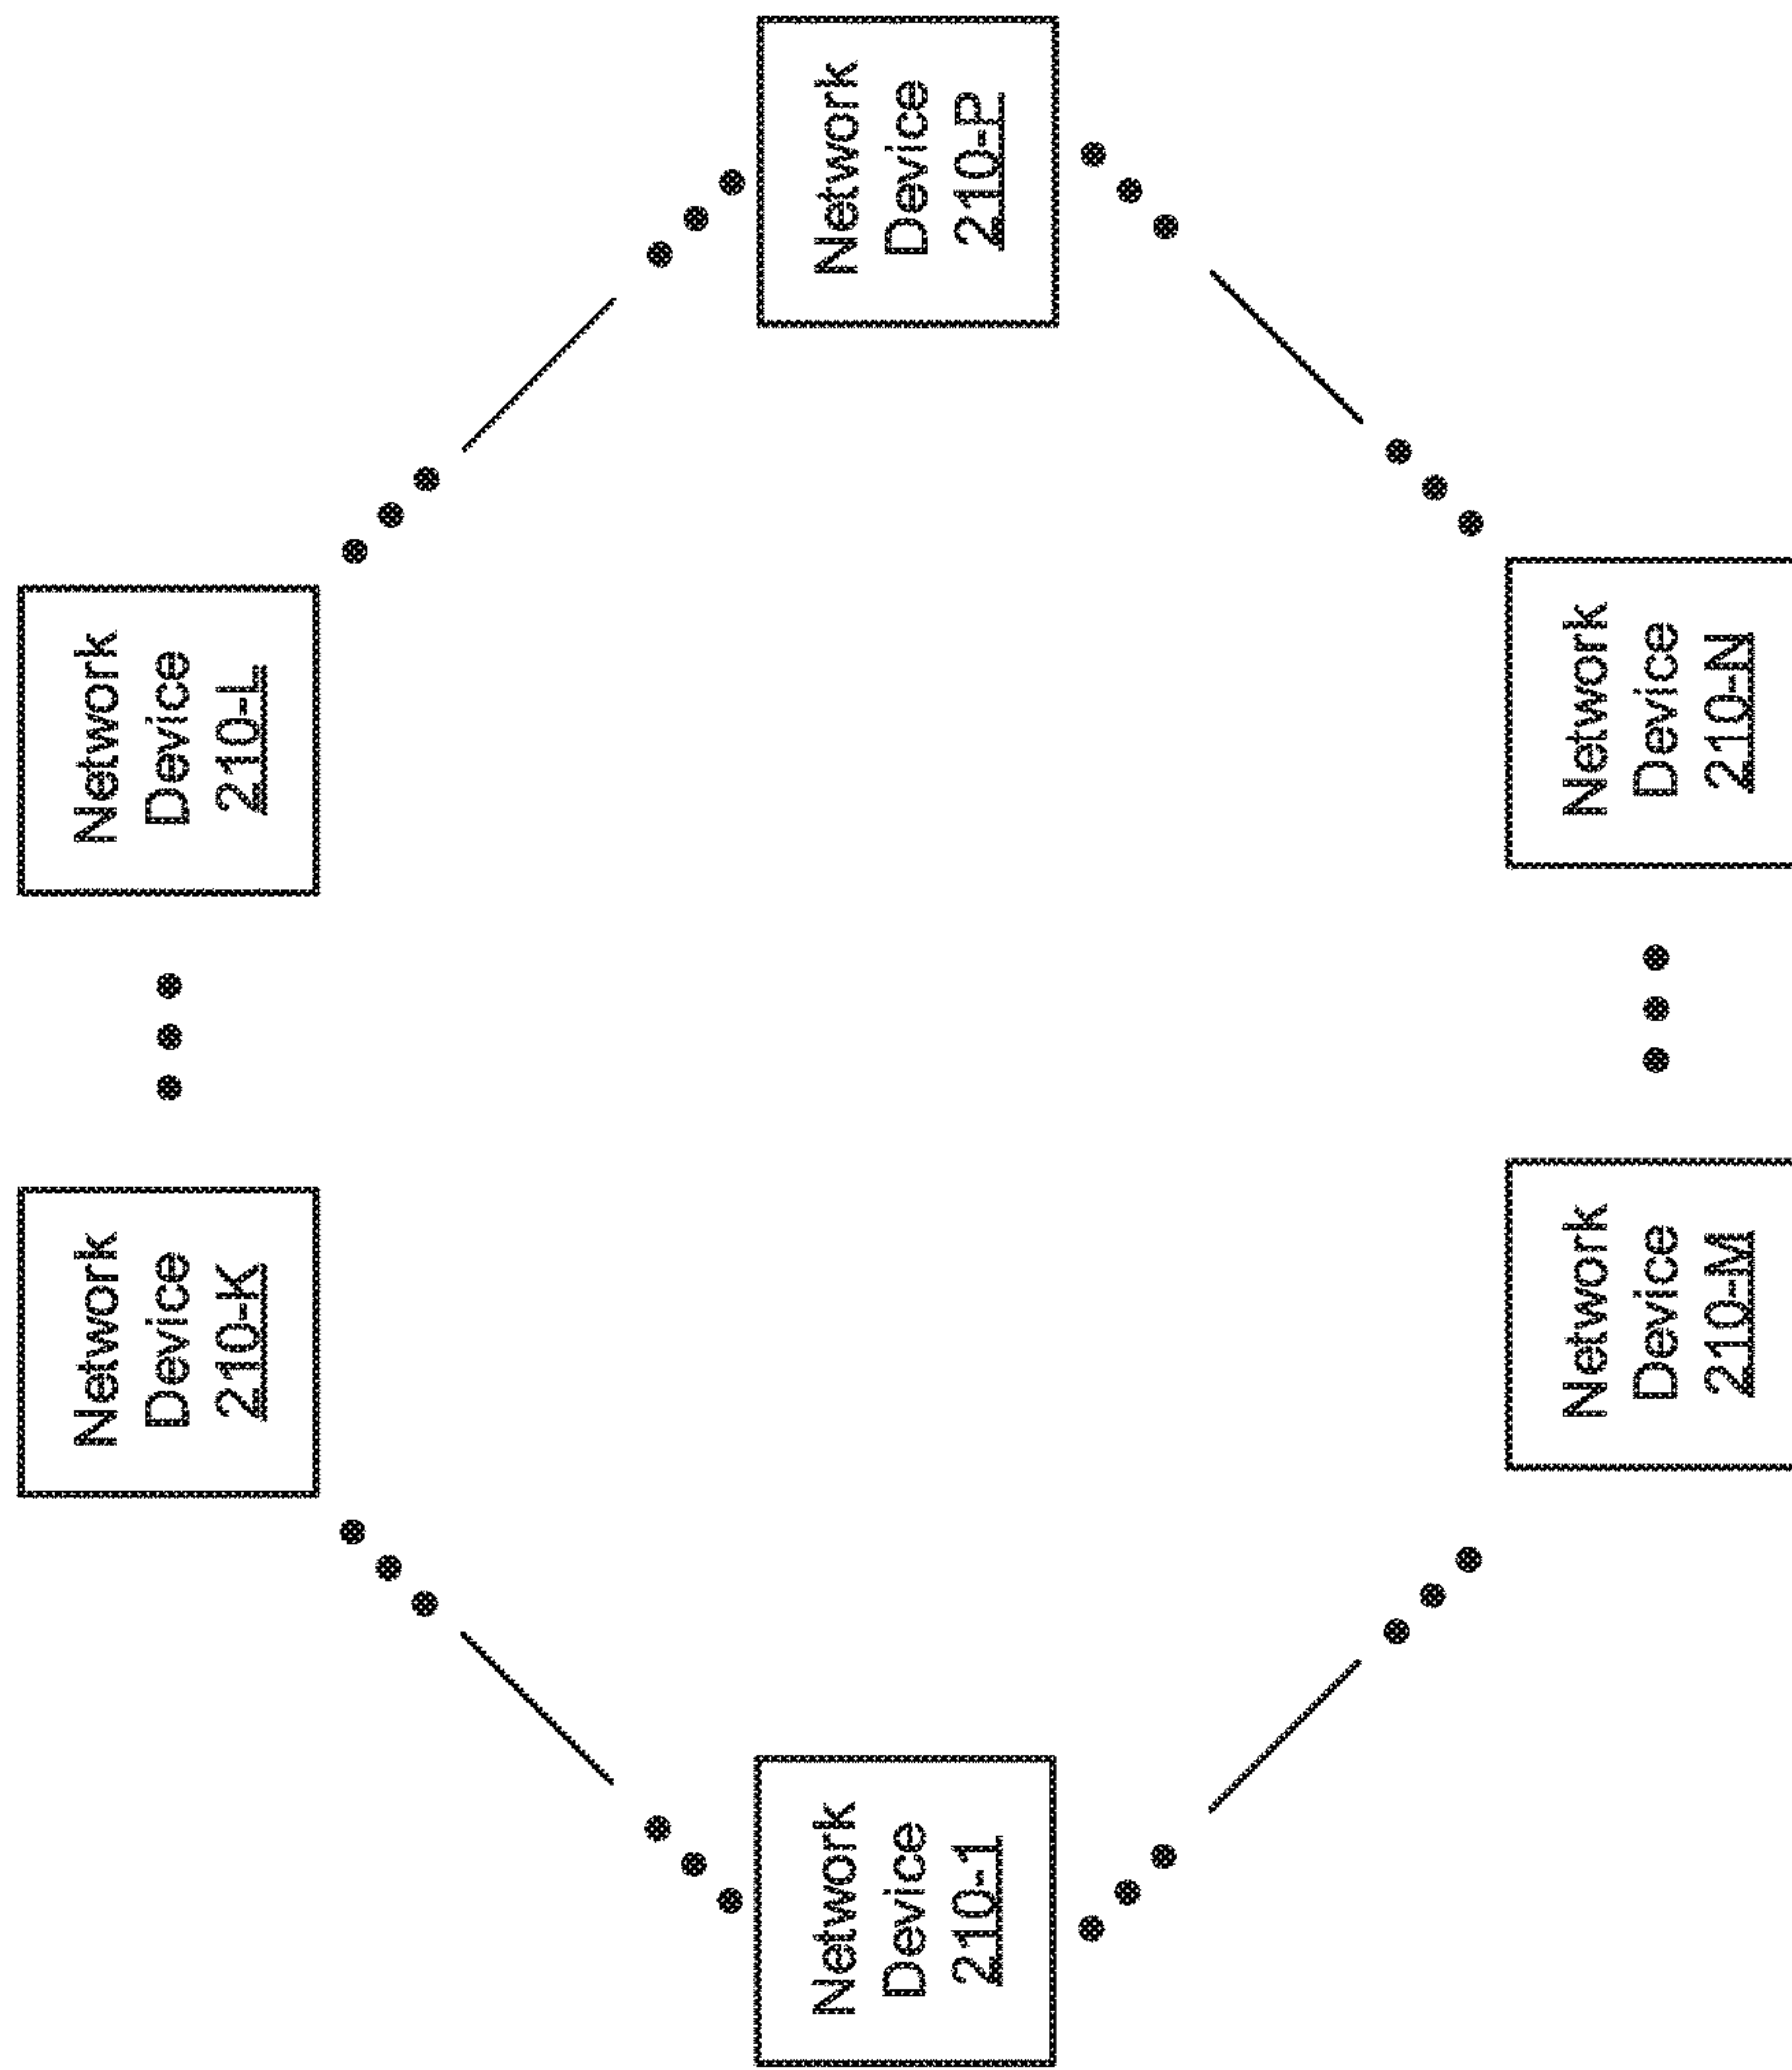 Network
Device
210-K
Network
Device
210-L
Network
Device
210-1
Network
Device
210-P
Network
Device
210-M
Network
Device
210-N